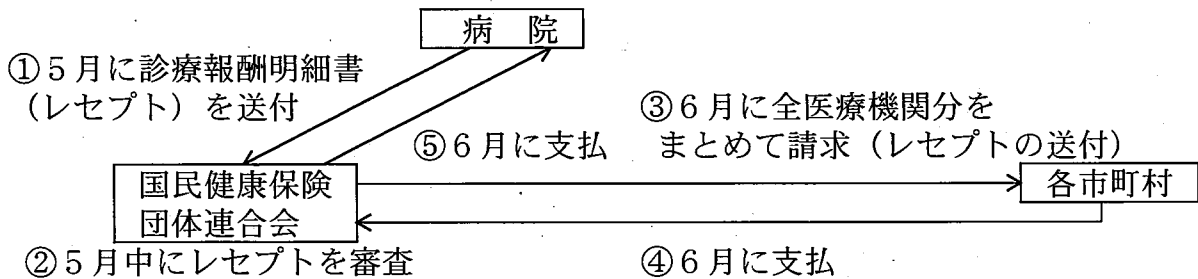 病　院
①５月に診療報酬明細書
（レセプト）を送付
③６月に全医療機関分を
まとめて請求（レセプトの送付）
⑤６月に支払
国民健康保険
団体連合会
各市町村
②５月中にレセプトを審査
④６月に支払